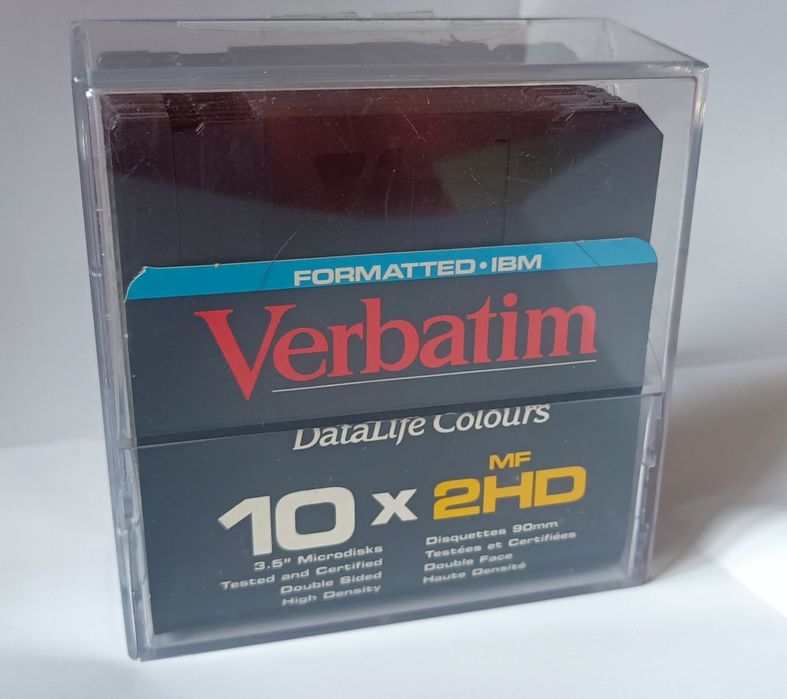 FORMATTED • IBM
Verbatim
DataLife Colours
10 x MF 2HD
3.5" Microdisks
Tested and Certified
Double Sided
High Density
Disquettes 90mm
Testées et Certifiées
Double Face
Haute Densité